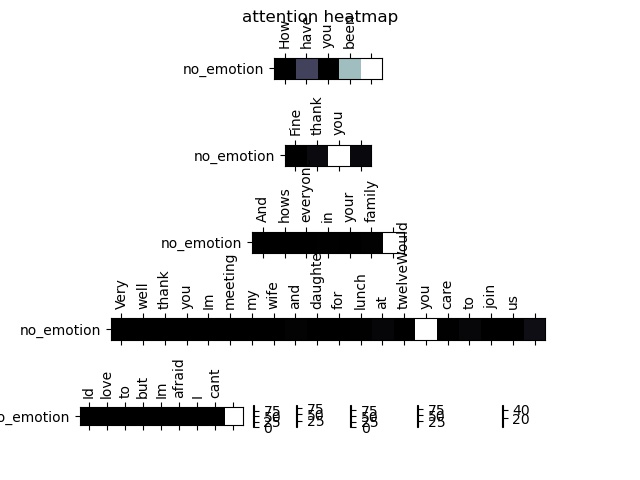 attention heatmap
How have you been
no_emotion
Fine thank you
no_emotion
And hows everyon in your family
no_emotion
Very well thank you Im meeting my wife and daughte for lunch at twelveWould you care to join us
no_emotion
Id love to but Im afraid I cant
o_emotion
75 75 75 75 40
50 50 50 50 20
25 25 25 25
0 0